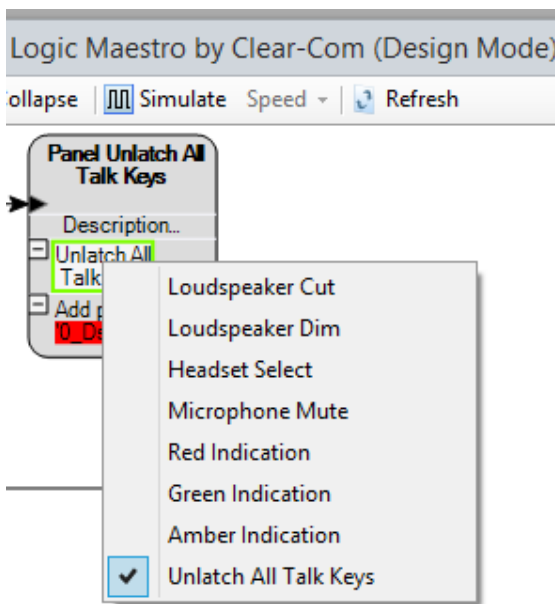 Logic Maestro by Clear-Com (Design Mode)
ollapse Simulate Speed Refresh
Panel Unlatch All
Talk Keys
Description...
Unlatch All
Talk
Add p
'0_De
Loudspeaker Cut
Loudspeaker Dim
Headset Select
Microphone Mute
Red Indication
Green Indication
Amber Indication
Unlatch All Talk Keys